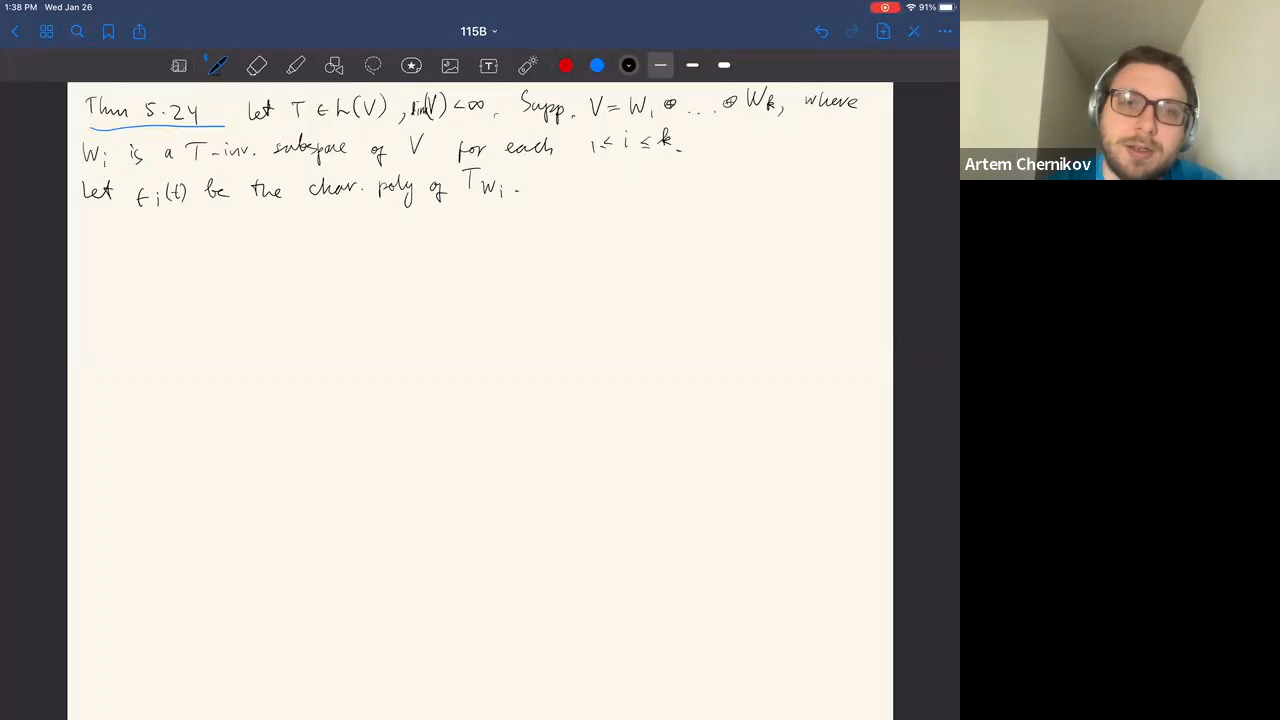 1:38 PM Wed Jan 26
91%
115B
T
Thm 5.24 Let T ∈ L(V), dim(V) < ∞. Supp. V = W₁ ⊕ ... ⊕ Wₖ, where
Wᵢ is a T-inv. subspace of V for each 1 ≤ i ≤ k.
Let fᵢ(t) be the char. poly of T_Wᵢ.
Artem Chernikov